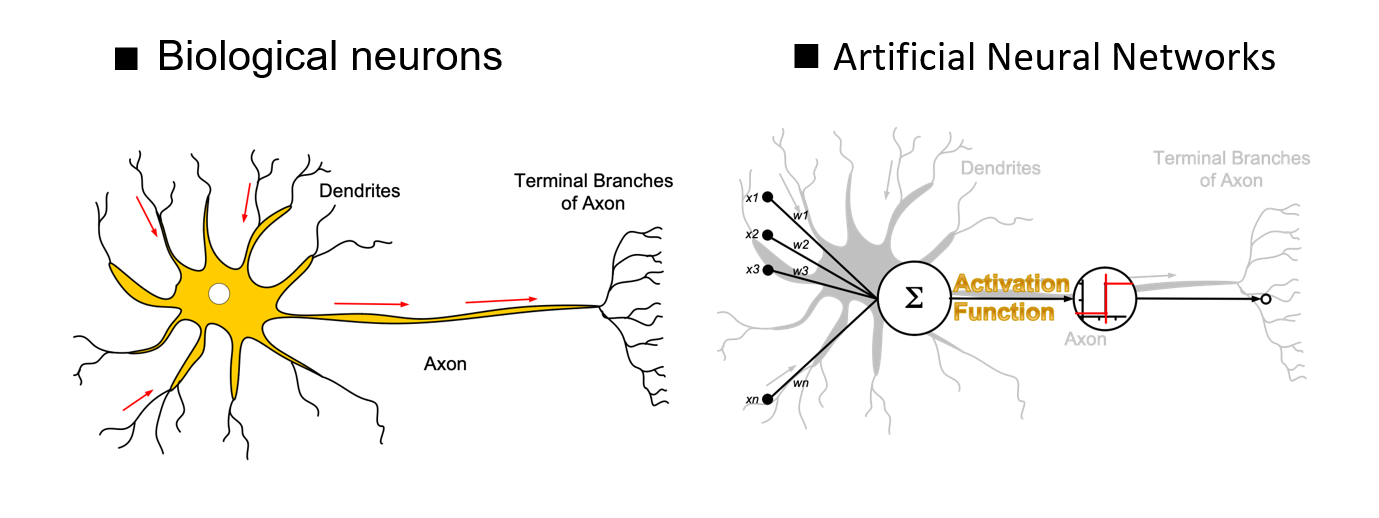 ■ Biological neurons
Dendrites
Terminal Branches
of Axon
Axon
■ Artificial Neural Networks
Dendrites
Terminal Branches
of Axon
x1
w1
x2
w2
x3
w3
Σ
Activation
Function
Axon
wn
xn